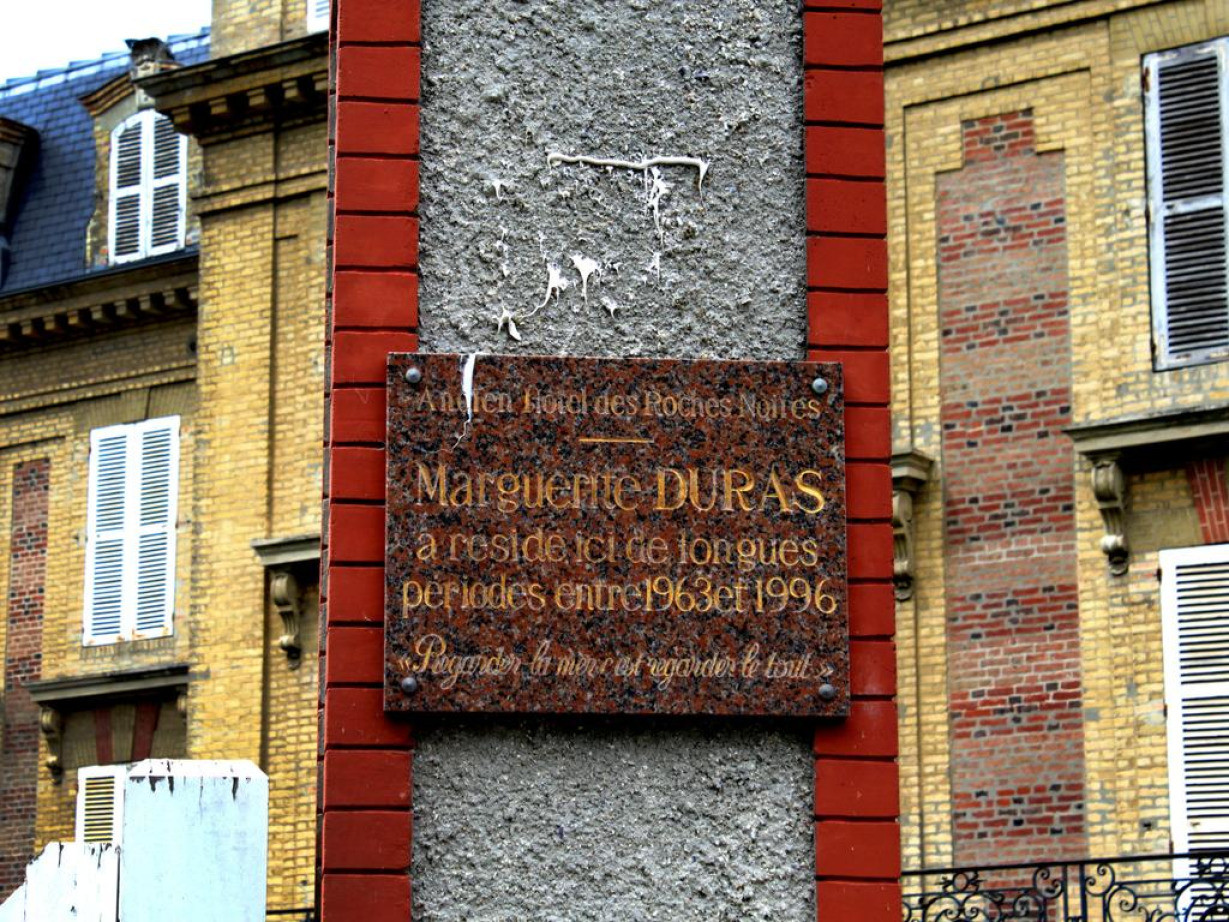 Ancien Hôtel des Roches Noires
Marguerite DURAS
a résidé ici de longues
périodes entre 1963 et 1996
«Regarder la mer c'est regarder le tout»